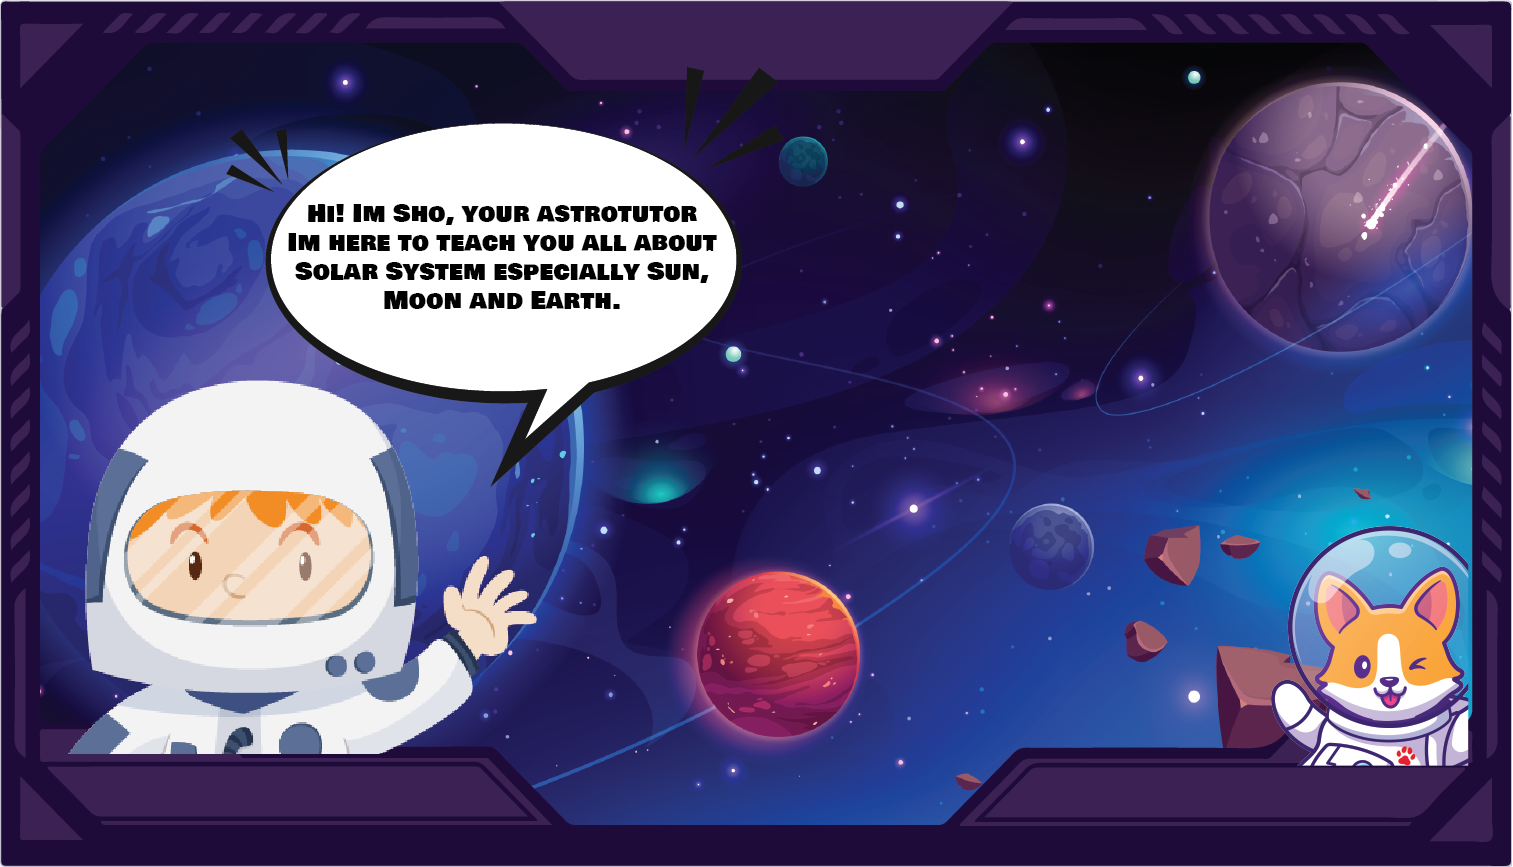 Hi! Im Sho, your astrotutor
Im here to teach you all about
Solar System especially Sun,
Moon and Earth.